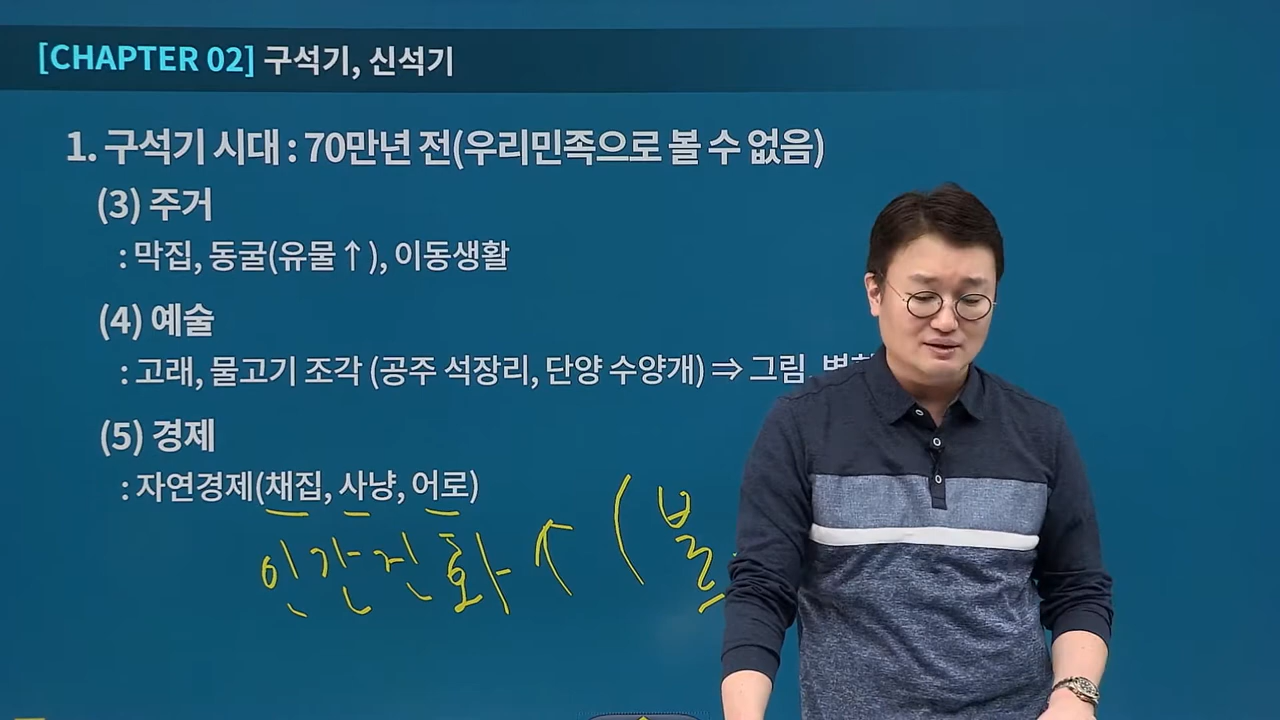 [CHAPTER 02] 구석기, 신석기
1. 구석기 시대 : 70만년 전(우리민족으로 볼 수 없음)
(3) 주거
: 막집, 동굴(유물↑), 이동생활
(4) 예술
: 고래, 물고기 조각 (공주 석장리, 단양 수양개) ⇒ 그림,
(5) 경제
: 자연경제(채집, 사냥, 어로)
인간진화↑ (불